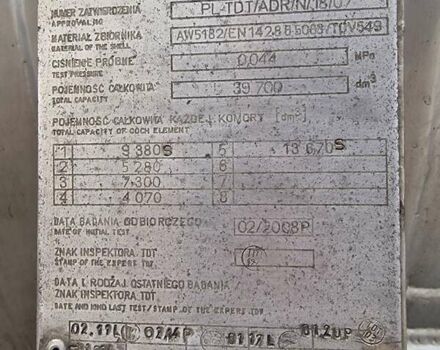 NUMER ZATWIERDZENIA PL-TDT/ADR/N/18/07
APPROVAL NO
MATERIAŁ ZBIORNIKA AW5182/EN 14286
MATERIAL OF THE SHELL
CIŚNIENIE PRÓBNE 0,044 MPa
TEST PRESSURE
POJEMNOŚĆ CAŁKOWITA 39 700 dm³
TOTAL CAPACITY
POJEMNOŚĆ CAŁKOWITA KAŻDEJ KOMORY [dm³]
TOTAL CAPACITY OF EACH ELEMENT
1 9 380S 5 13 670S
2 5 280 6
3 7 300 7
4 4 070 8
DATA BADANIA ODBIORCZEGO 02/2008P
DATE OF INITIAL TEST
ZNAK INSPEKTORA TDT
STAMP OF THE EXPERT TDT
DATA I RODZAJ OSTATNIEGO BADANIA/
ZNAK INSPEKTORA TDT
DATE AND KIND LAST TEST/STAMP OF THE EXPERT TDT
02.11L 02/14P 01 17L 01.2UP